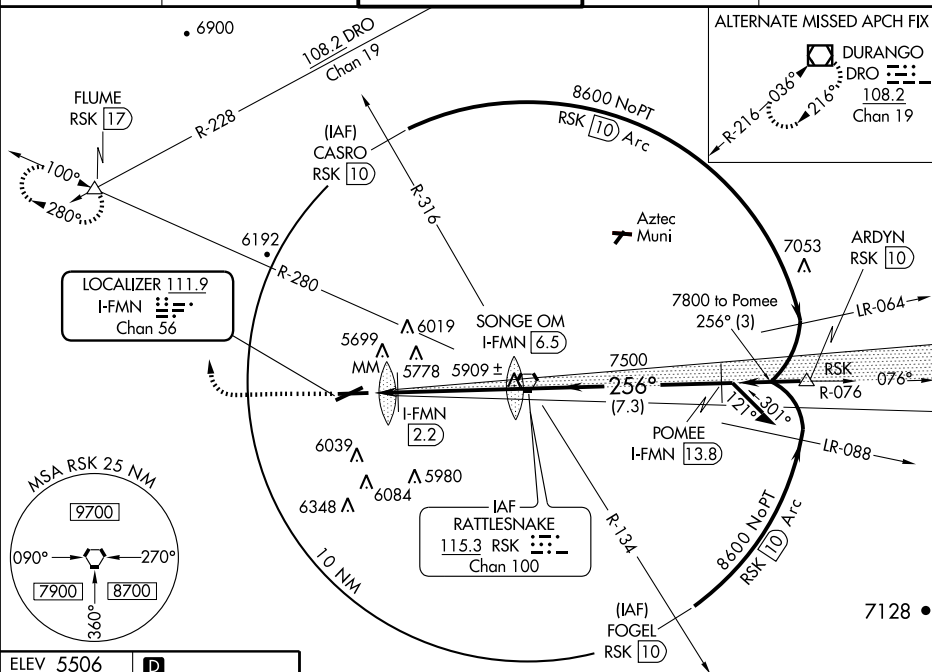 6900
108.2 DRO
Chan 19
ALTERNATE MISSED APCH FIX
DURANGO
DRO
108.2
Chan 19
R-216
036°
216°
FLUME
RSK 17
R-228
100°
280°
(IAF)
CASRO
RSK 10
8600 NoPT
RSK 10 Arc
R-316
Aztec
Muni
6192
R-280
7053
ARDYN
RSK 10
LOCALIZER 111.9
I-FMN
Chan 56
7800 to Pomee
256° (3)
LR-064
SONGE OM
I-FMN 6.5
6019
5699
MM
5778
5909 ±
7500
256°
(7.3)
RSK
R-076
076°
121°
301°
I-FMN
2.2
POMEE
I-FMN 13.8
LR-088
6039
6084
5980
6348
IAF
RATTLESNAKE
115.3 RSK
Chan 100
R-134
8600 NoPT
RSK 10 Arc
MSA RSK 25 NM
9700
090°
270°
7900
8700
360°
10 NM
(IAF)
FOGEL
RSK 10
7128
ELEV 5506
D